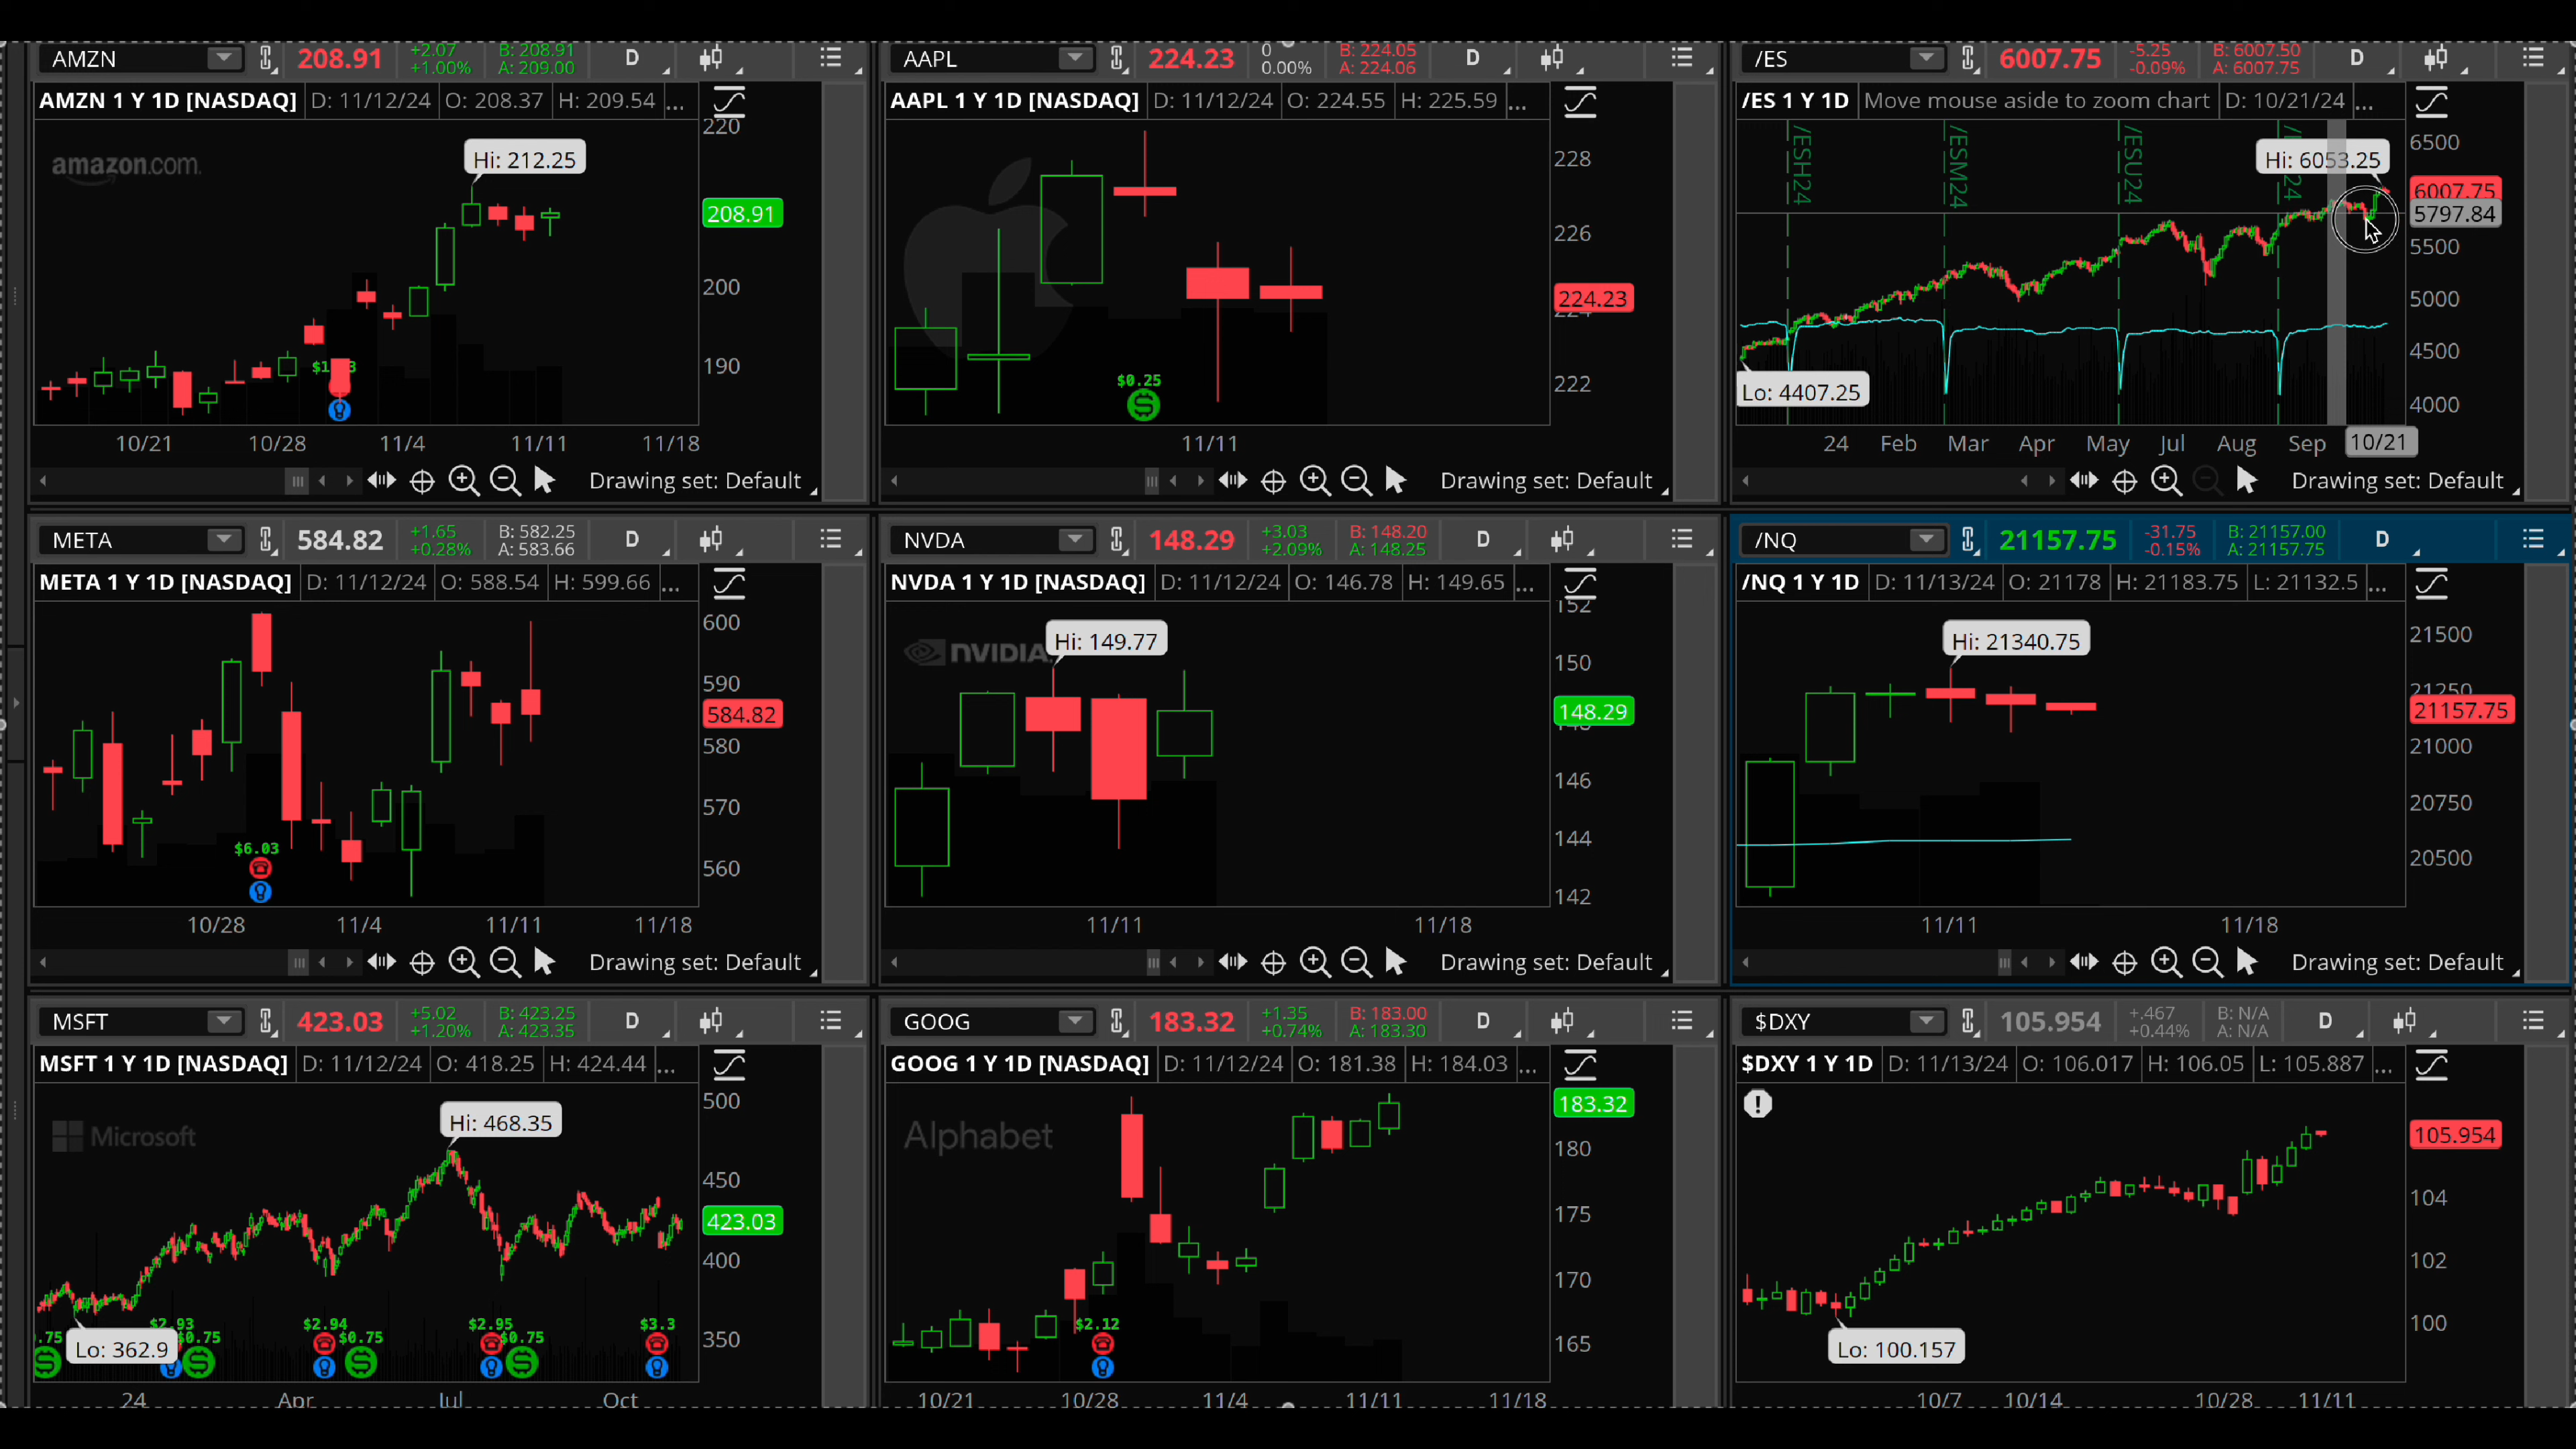 AMZN 208.91 +2.07 +1.00% B: 208.91 A: 209.00 D
AMZN 1 Y 1D [NASDAQ] D: 11/12/24 O: 208.37 H: 209.54 ...
amazon.com.
Hi: 212.25
220
208.91
200
190
10/21 10/28 11/4 11/11 11/18
Drawing set: Default
AAPL 224.23 0 0.00% B: 224.05 A: 224.06 D
AAPL 1 Y 1D [NASDAQ] D: 11/12/24 O: 224.55 H: 225.59 ...
228
226
224.23
222
$0.25
11/11
Drawing set: Default
/ES 6007.75 -5.25 -0.09% B: 6007.50 A: 6007.75 D
/ES 1 Y 1D Move mouse aside to zoom chart D: 10/21/24 ...
/ESH24 /ESM24 /ESU24
Hi: 6053.25
6500
6007.75
5797.84
5500
5000
4500
4000
Lo: 4407.25
24 Feb Mar Apr May Jul Aug Sep 10/21
Drawing set: Default
META 584.82 +1.65 +0.28% B: 582.25 A: 583.66 D
META 1 Y 1D [NASDAQ] D: 11/12/24 O: 588.54 H: 599.66 ...
600
590
584.82
580
570
560
$6.03
10/28 11/4 11/11 11/18
Drawing set: Default
NVDA 148.29 +3.03 +2.09% B: 148.20 A: 148.25 D
NVDA 1 Y 1D [NASDAQ] D: 11/12/24 O: 146.78 H: 149.65 ...
NVIDIA
Hi: 149.77
152
150
148.29
146
144
142
11/11 11/18
Drawing set: Default
/NQ 21157.75 -31.75 -0.15% B: 21157.00 A: 21157.75 D
/NQ 1 Y 1D D: 11/13/24 O: 21178 H: 21183.75 L: 21132.5 ...
Hi: 21340.75
21500
21250
21157.75
21000
20750
20500
11/11 11/18
Drawing set: Default
MSFT 423.03 +5.02 +1.20% B: 423.25 A: 423.35 D
MSFT 1 Y 1D [NASDAQ] D: 11/12/24 O: 418.25 H: 424.44 ...
Microsoft
Hi: 468.35
500
450
423.03
400
350
.75 $2.93 $0.75 $2.94 $0.75 $2.95 $0.75 $3.3
Lo: 362.9
24 Apr Jul Oct
GOOG 183.32 +1.35 +0.74% B: 183.00 A: 183.30 D
GOOG 1 Y 1D [NASDAQ] D: 11/12/24 O: 181.38 H: 184.03 ...
Alphabet
183.32
180
175
170
165
$2.12
10/21 10/28 11/4 11/11 11/18
$DXY 105.954 +.467 +0.44% B: N/A A: N/A D
$DXY 1 Y 1D D: 11/13/24 O: 106.017 H: 106.05 L: 105.887 ...
105.954
104
102
100
Lo: 100.157
10/7 10/14 10/28 11/11